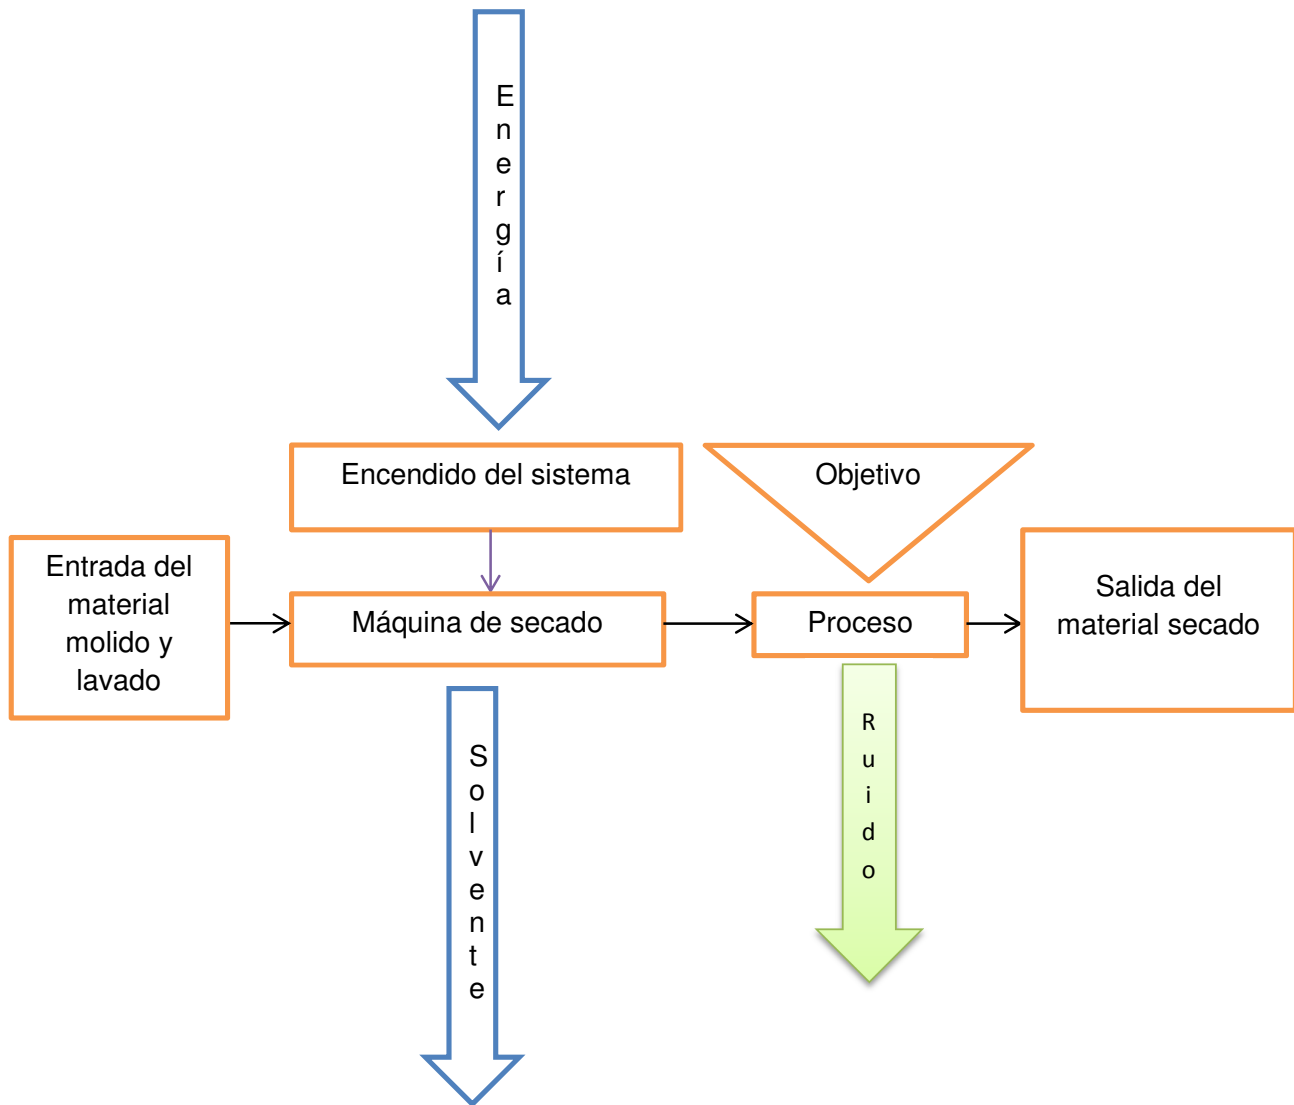 Energía
Encendido del sistema
Objetivo
Entrada del
material
molido y
lavado
Máquina de secado
Proceso
Salida del
material secado
Solvente
Ruido